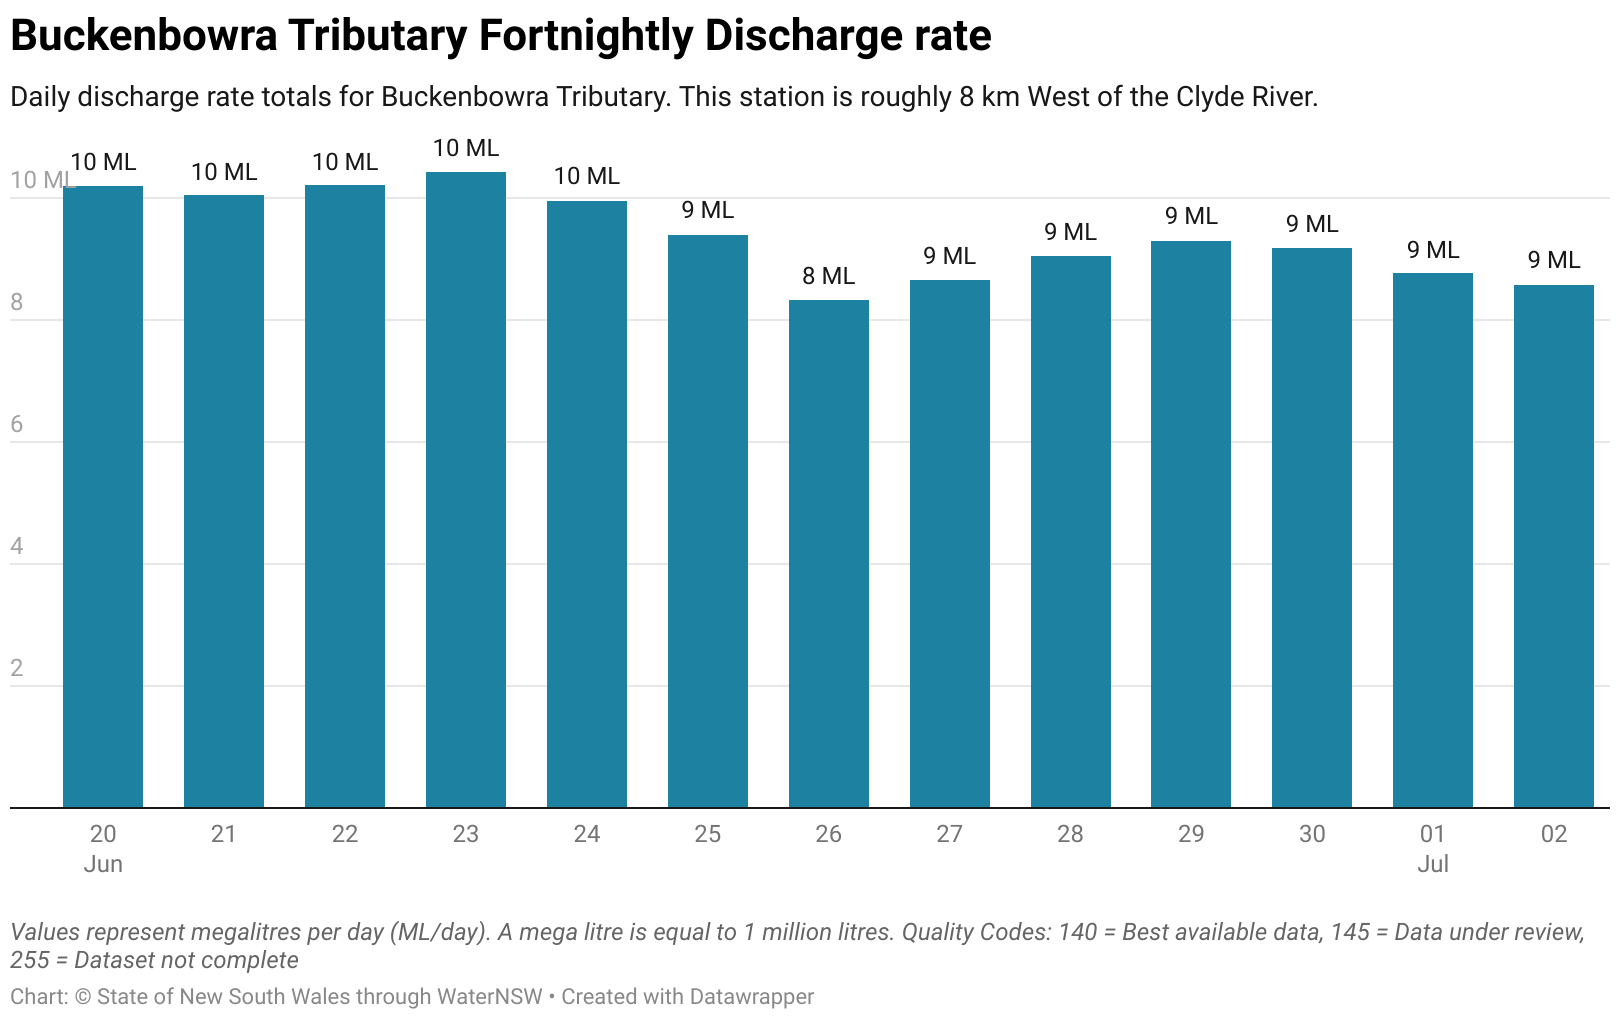 Buckenbowra Tributary Fortnightly Discharge rate
Daily discharge rate totals for Buckenbowra Tributary. This station is roughly 8 km West of the Clyde River.
10 ML
8
6
4
2
10 ML
10 ML
10 ML
10 ML
10 ML
9 ML
8 ML
9 ML
9 ML
9 ML
9 ML
9 ML
9 ML
20 21 22 23 24 25 26 27 28 29 30 01 02
Jun Jul
Values represent megalitres per day (ML/day). A mega litre is equal to 1 million litres. Quality Codes: 140 = Best available data, 145 = Data under review,
255 = Dataset not complete
Chart: © State of New South Wales through WaterNSW • Created with Datawrapper